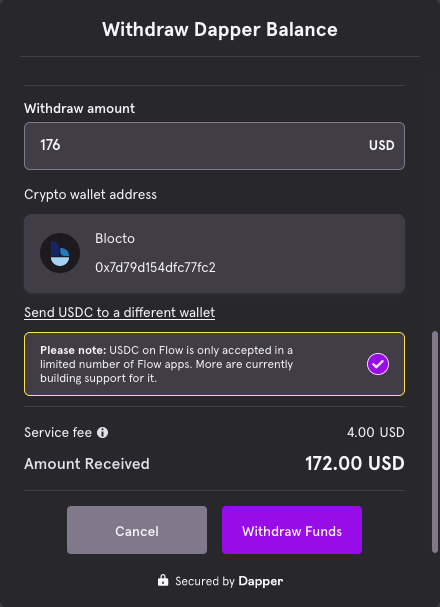 Withdraw Dapper Balance
Withdraw amount
176 USD
Crypto wallet address
Blocto
0x7d79d154dfc77fc2
Send USDC to a different wallet
Please note: USDC on Flow is only accepted in a
limited number of Flow apps. More are currently
building support for it.
Service fee 4.00 USD
Amount Received 172.00 USD
Cancel Withdraw Funds
Secured by Dapper